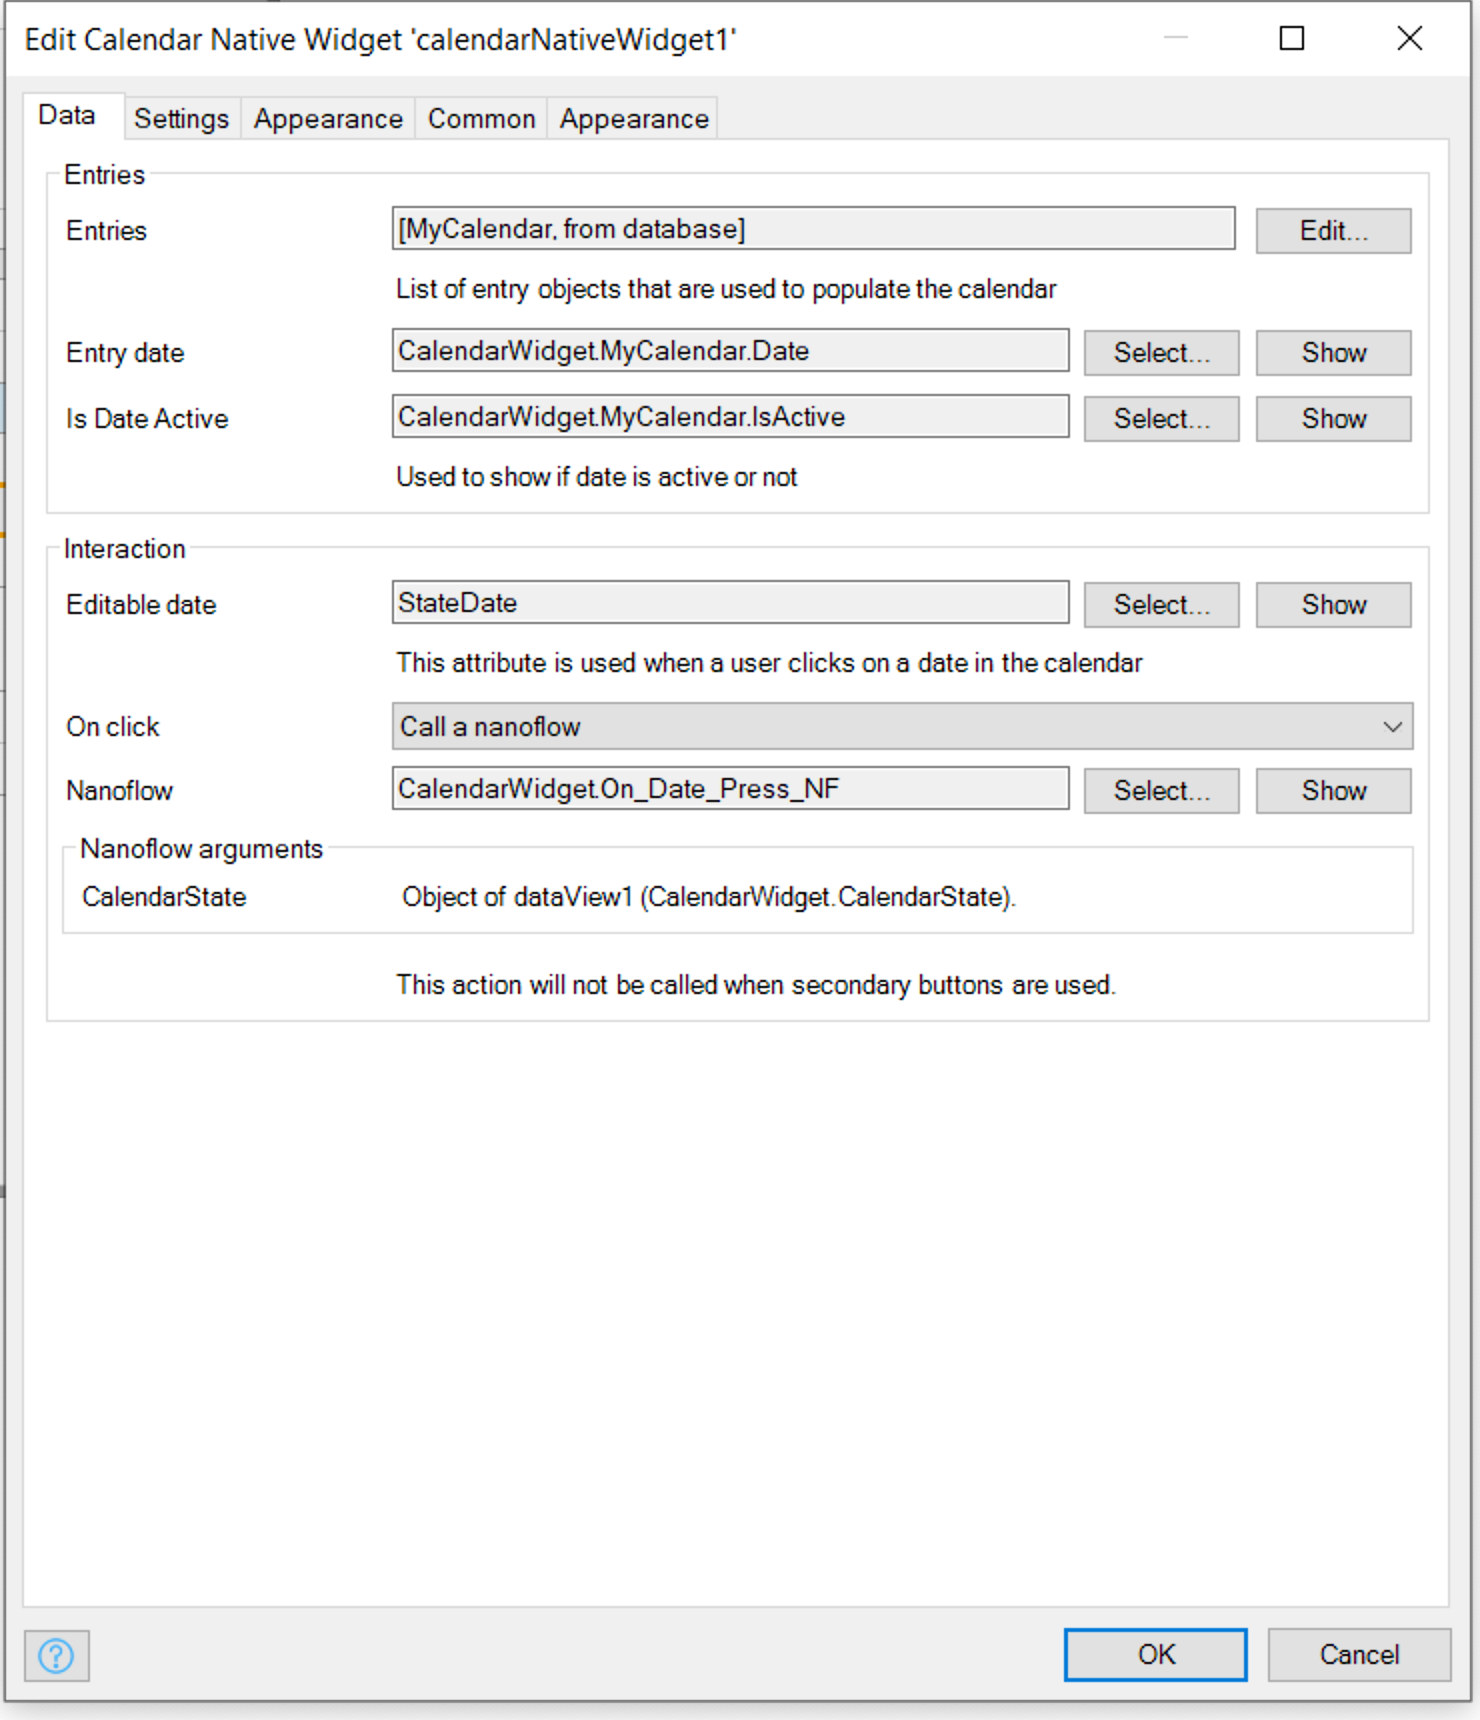 Edit Calendar Native Widget 'calendarNativeWidget1'
Data Settings Appearance Common Appearance
Entries
Entries [MyCalendar, from database] Edit...
List of entry objects that are used to populate the calendar
Entry date CalendarWidget.MyCalendar.Date Select... Show
Is Date Active CalendarWidget.MyCalendar.IsActive Select... Show
Used to show if date is active or not
Interaction
Editable date StateDate Select... Show
This attribute is used when a user clicks on a date in the calendar
On click Call a nanoflow
Nanoflow CalendarWidget.On_Date_Press_NF Select... Show
Nanoflow arguments
CalendarState Object of dataView1 (CalendarWidget.CalendarState).
This action will not be called when secondary buttons are used.
? OK Cancel